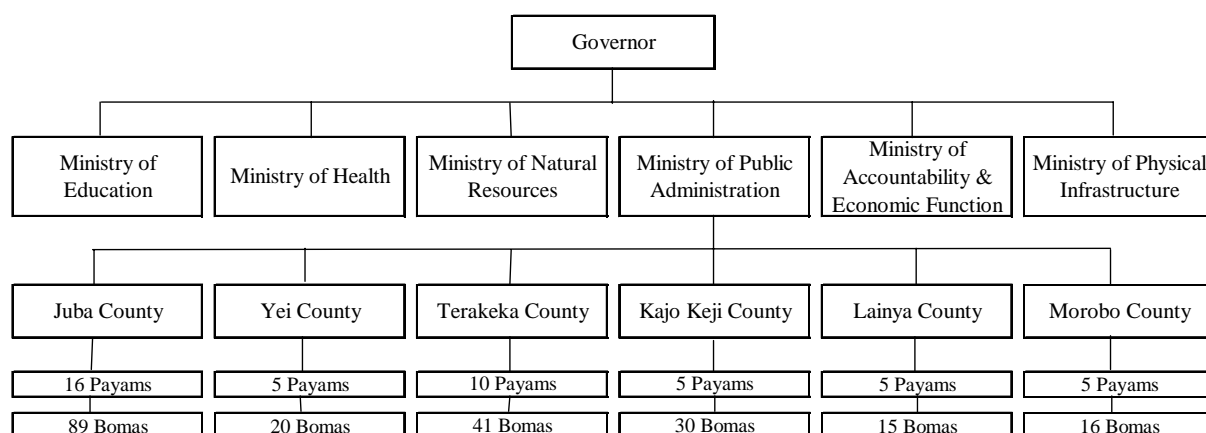 Governor
Ministry of
Education
Ministry of Health
Ministry of Natural
Resources
Ministry of Public
Administration
Ministry of
Accountability &
Economic Function
Ministry of Physical
Infrastructure
Juba County
Yei County
Terakeka County
Kajo Keji County
Lainya County
Morobo County
16 Payams
5 Payams
10 Payams
5 Payams
5 Payams
5 Payams
89 Bomas
20 Bomas
41 Bomas
30 Bomas
15 Bomas
16 Bomas